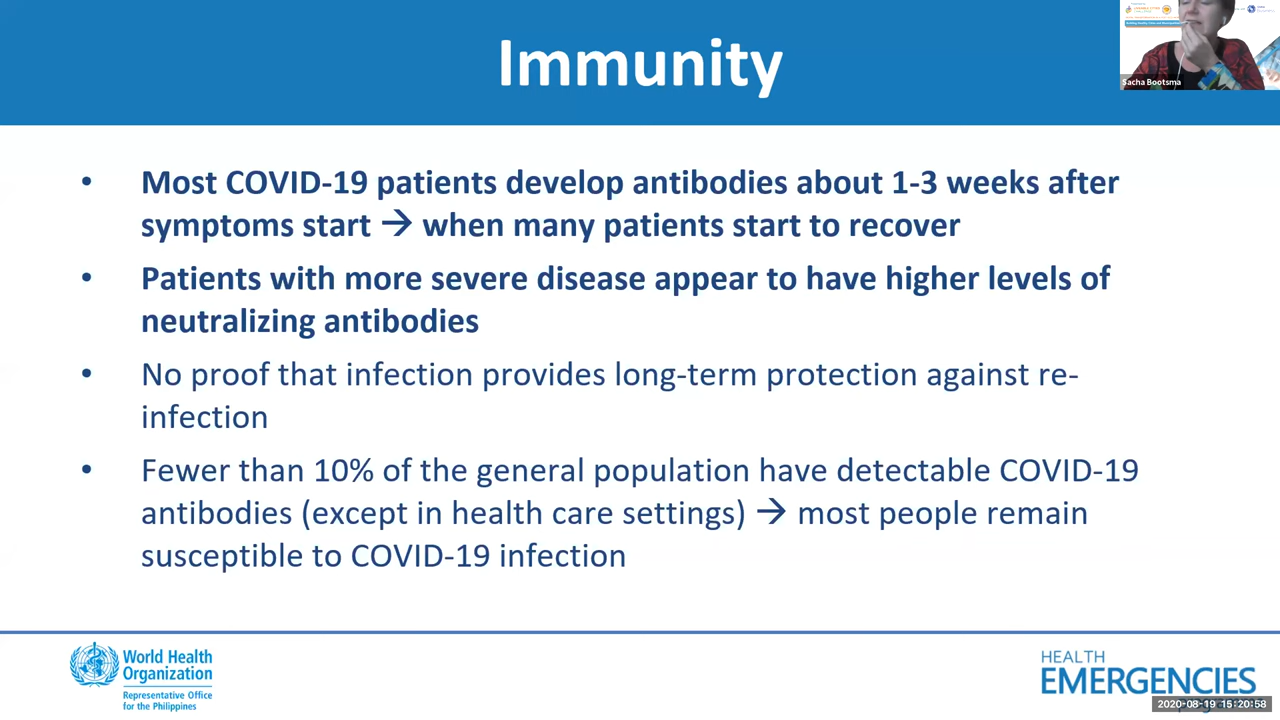 Immunity
Sacha Bootsma
• Most COVID-19 patients develop antibodies about 1-3 weeks after
symptoms start → when many patients start to recover
• Patients with more severe disease appear to have higher levels of
neutralizing antibodies
• No proof that infection provides long-term protection against re-
infection
• Fewer than 10% of the general population have detectable COVID-19
antibodies (except in health care settings) → most people remain
susceptible to COVID-19 infection
World Health
Organization
Representative Office
for the Philippines
HEALTH
EMERGENCIES
programme
2020-08-19 15:20:58